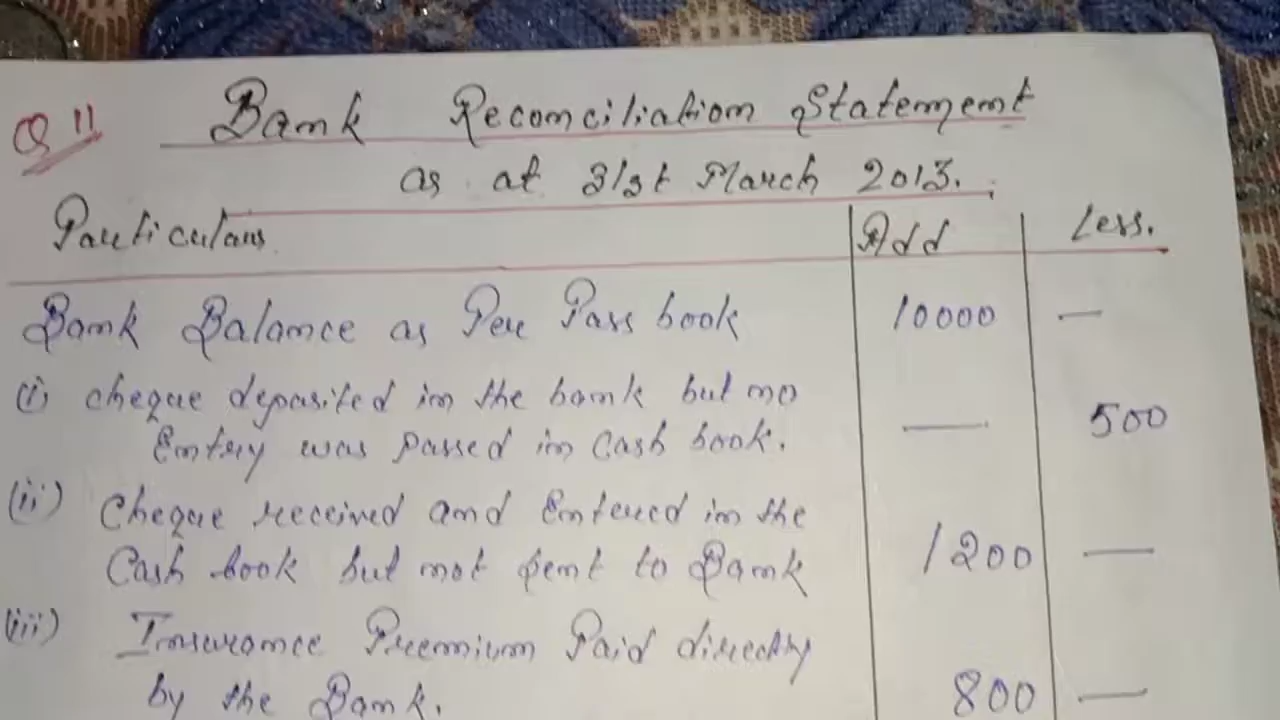 Q 11 Bank Reconciliation Statement
as at 31st March 2013.
Particulars Add Less.
Bank Balance as Per Pass book 10000 —
(i) cheque deposited in the bank but no
Entry was passed in Cash book. — 500
(ii) Cheque received and Entered in the
Cash book but not sent to Bank 1200 —
(iii) Insurance Premium Paid directly
by the Bank. 800 —